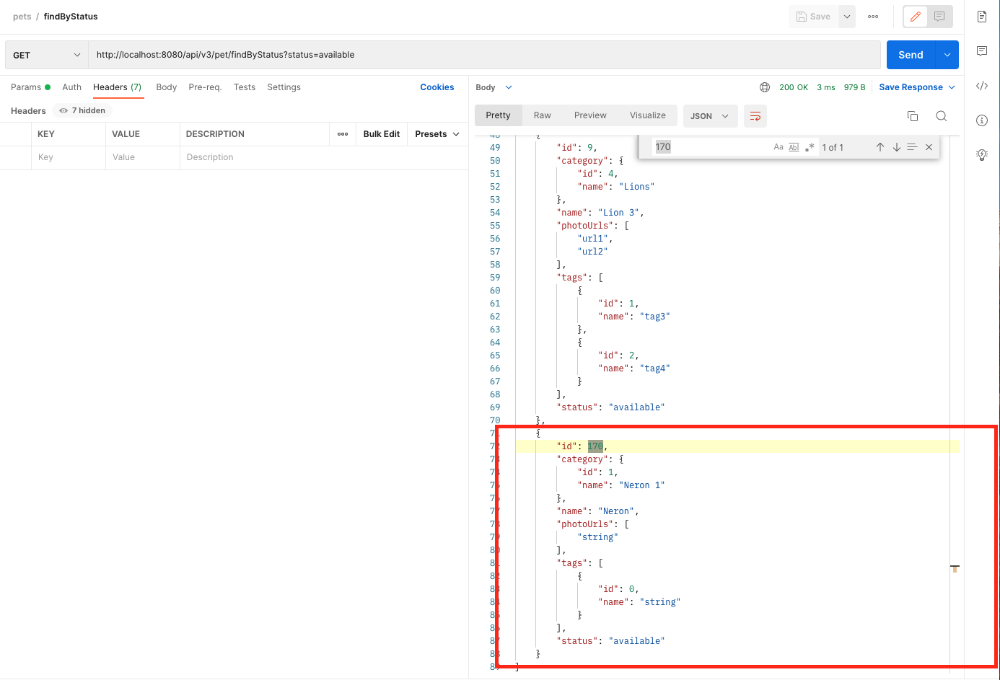 pets / findByStatus
Save
GET
http://localhost:8080/api/v3/pet/findByStatus?status=available
Send
Params Auth Headers (7) Body Pre-req. Tests Settings Cookies
Body 200 OK 3 ms 979 B Save Response
Headers 7 hidden
Pretty Raw Preview Visualize JSON
KEY VALUE DESCRIPTION Bulk Edit Presets
Key Value Description
170 Aa Abl .* 1 of 1
48 {
49 "id": 9,
50 "category": {
51 "id": 4,
52 "name": "Lions"
53 },
54 "name": "Lion 3",
55 "photoUrls": [
56 "url1",
57 "url2"
58 ],
59 "tags": [
60 {
61 "id": 1,
62 "name": "tag3"
63 },
64 {
65 "id": 2,
66 "name": "tag4"
67 }
68 ],
69 "status": "available"
70 },
71 {
72 "id": 170,
73 "category": {
74 "id": 1,
75 "name": "Neron 1"
76 },
77 "name": "Neron",
78 "photoUrls": [
79 "string"
80 ],
81 "tags": [
82 {
83 "id": 0,
84 "name": "string"
85 }
86 ],
87 "status": "available"
88 }
89 ]